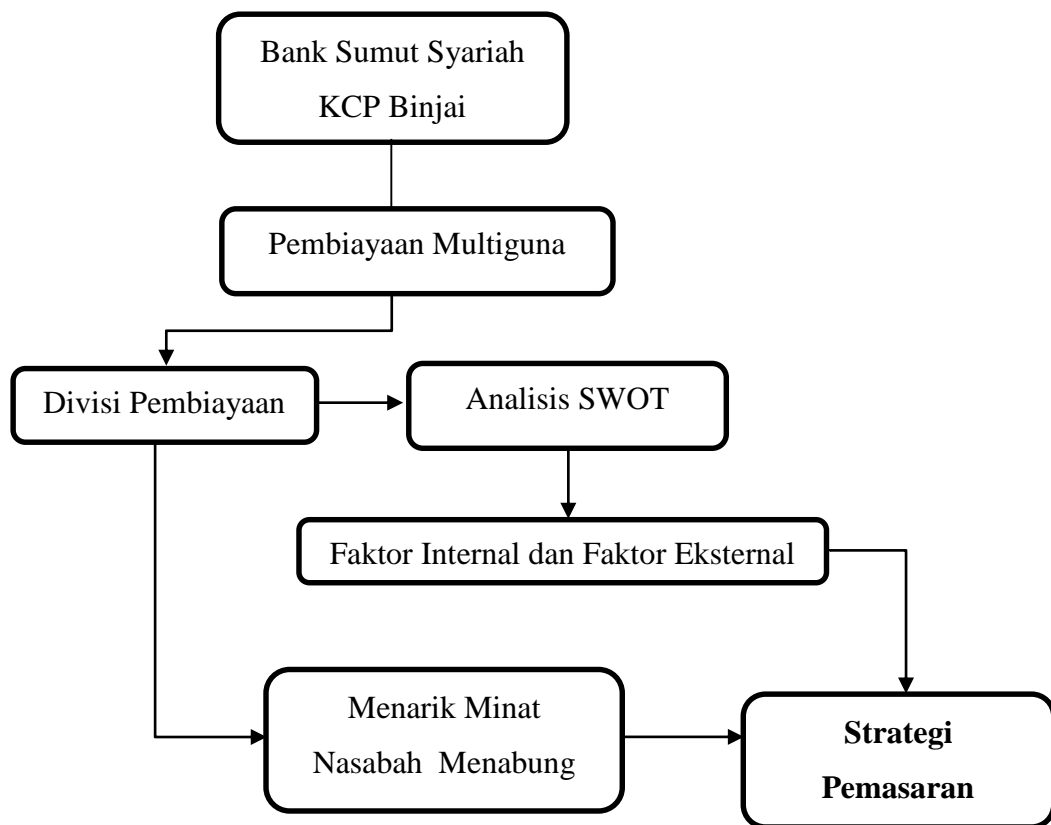 Bank Sumut Syariah
KCP Binjai
Pembiayaan Multiguna
Divisi Pembiayaan
Analisis SWOT
Faktor Internal dan Faktor Eksternal
Menarik Minat
Nasabah Menabung
Strategi
Pemasaran